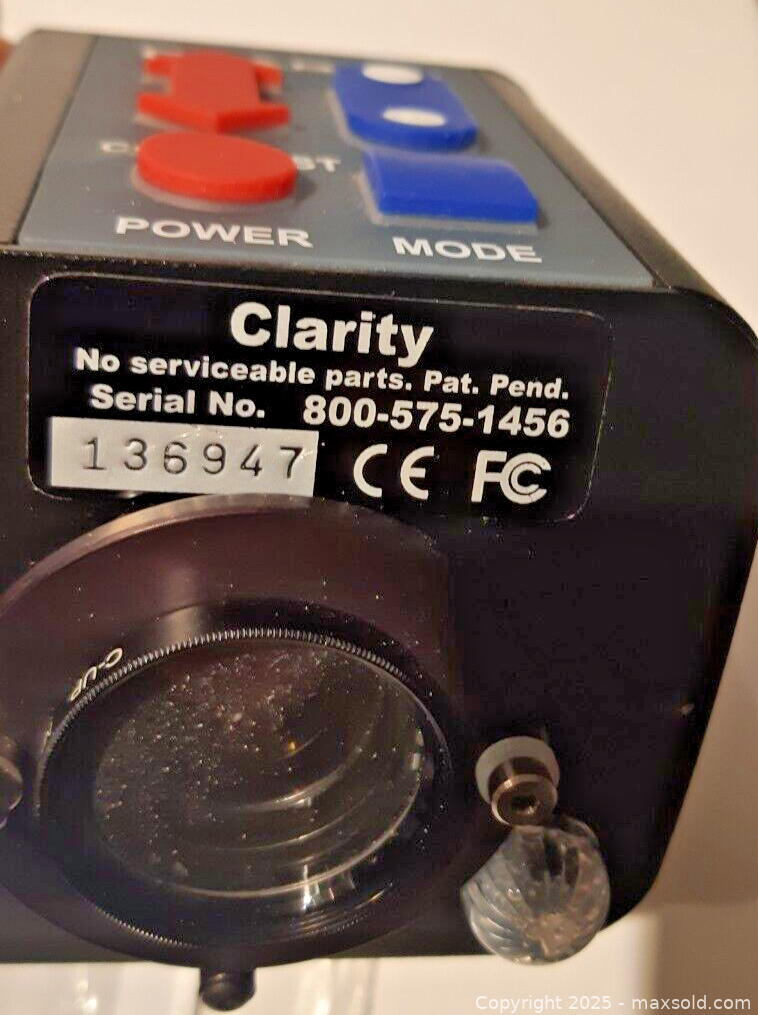 POWER
MODE
Clarity
No serviceable parts. Pat. Pend.
Serial No. 800-575-1456
136947
CE FC
C-UP
Copyright © 2025 - maxsold.com